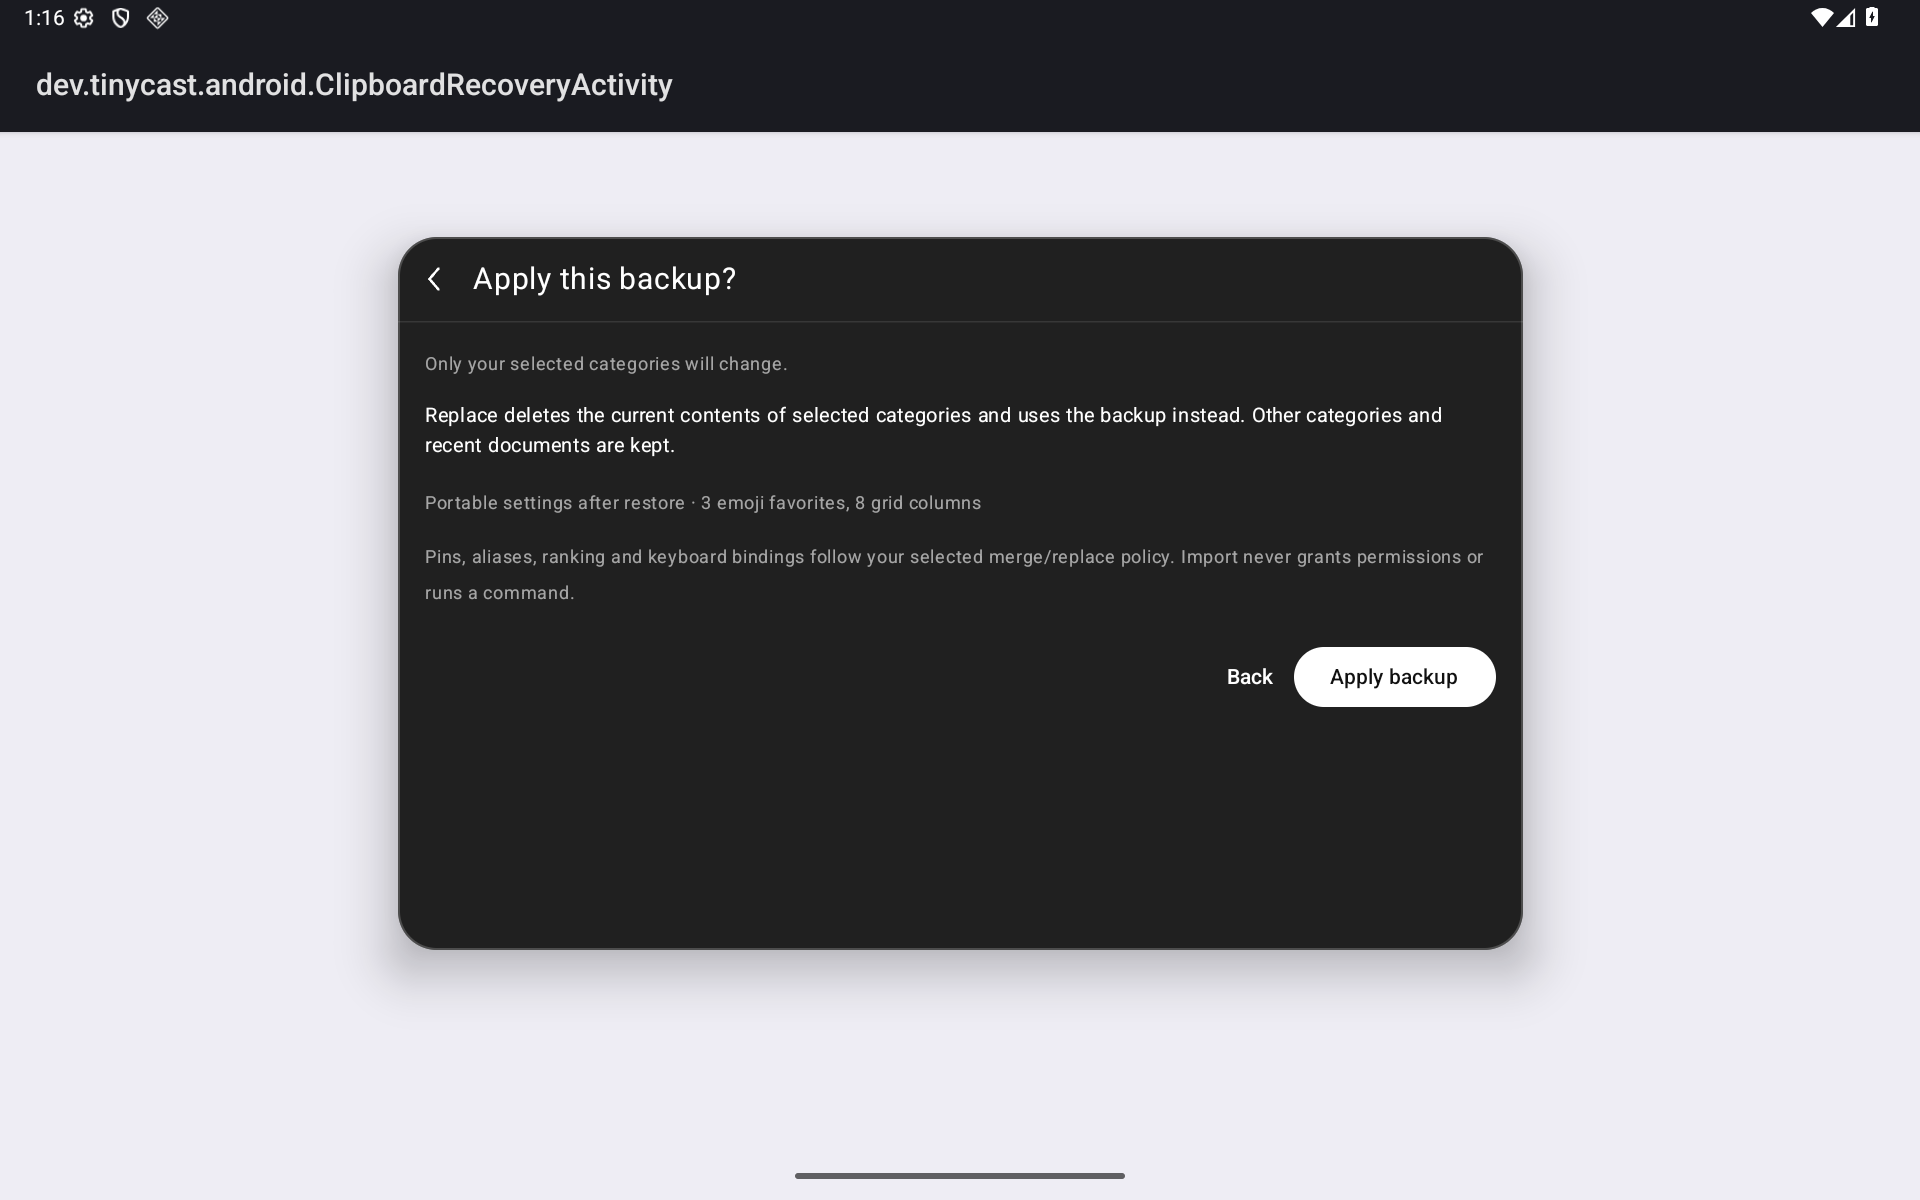 1:16
dev.tinycast.android.ClipboardRecoveryActivity
Apply this backup?
Only your selected categories will change.
Replace deletes the current contents of selected categories and uses the backup instead. Other categories and
recent documents are kept.
Portable settings after restore · 3 emoji favorites, 8 grid columns
Pins, aliases, ranking and keyboard bindings follow your selected merge/replace policy. Import never grants permissions or
runs a command.
Back
Apply backup